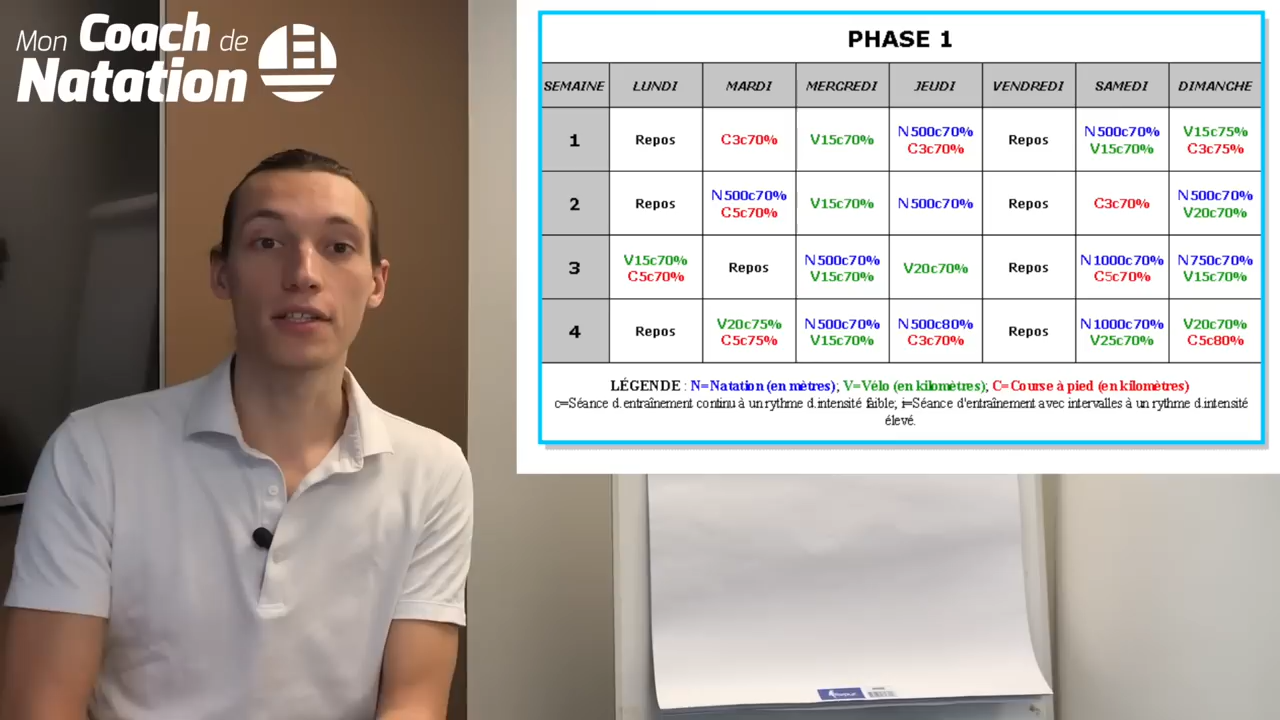 Mon Coach de
Natation
PHASE 1
SEMAINE LUNDI MARDI MERCREDI JEUDI VENDREDI SAMEDI DIMANCHE
1 Repos C3c70% V15c70% N500c70% C3c70% Repos N500c70% V15c70% V15c75% C3c75%
2 Repos N500c70% C5c70% V15c70% N500c70% Repos C3c70% N500c70% V20c70%
3 V15c70% C5c70% Repos N500c70% V15c70% V20c70% Repos N1000c70% C5c70% N750c70% V15c70%
4 Repos V20c75% C5c75% N500c70% V15c70% N500c80% C3c70% Repos N1000c70% V25c70% V20c70% C5c80%
LÉGENDE : N=Natation (en mètres); V=Vélo (en kilomètres); C=Course à pied (en kilomètres)
c=Séance d.entraînement continu à un rythme d.intensité faible; i=Séance d'entraînement avec intervalles à un rythme d.intensité
élevé.